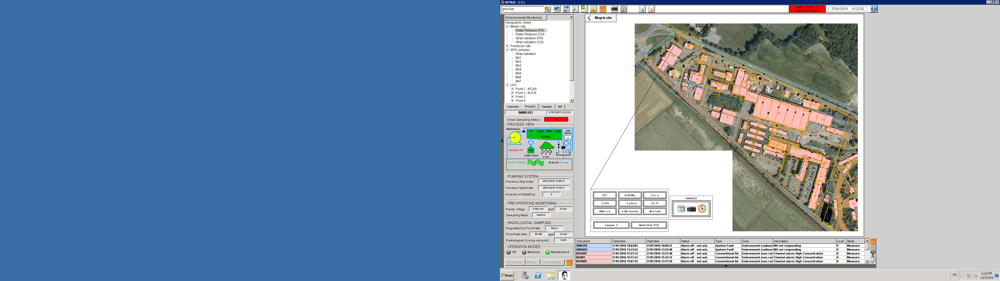 REMUS - 1.7.1
gmichet
Unack. Alarms: 7
Unack. Sys. Fault: 5
27/01/2016 18:22:02
Environmental Monitoring
Geographic Views
Meyrin site
Water Release (FR)
Water Release (CH)
Stray radiation (FR)
Stray radiation (CH)
Prevessin site
SPS complex
Stray radiation
BA1
BA2
BA3
BA4
BA5
BA6
BA7
LHC
Point 1 : ATLAS
Point 2 : ALICE
Point 3
Point 4
Channels Process Sampler MS
IWMS103 27/01/2016 18:22:01
Drain Sampling Status: Off
PROCESS VIEW
Maintenance
PH TURB TEMP COND
NORMAL
Alarm Sampler
0
Sampling Off
0.000 ml/min
0 min
Level is Normal
49.9m3/h
PUMPING SYSTEM
Previous Stop Date: 26/01/2016 14:46:33
Previous Start Date: 26/01/2016 14:44:11
Number of Start/Day: 0
PRECIPITATIONS MONITORING
Precip. integr.: 0.000 mm last 10 min
Sampling Mask: Inactive
RADIOLOGICAL SAMPLING
Regulated by Flow Rate: Active
Flow Rate Aver.: 49.450 last 10 min
Radiological Dosing set point: 4.945
OPERATION MODES
Off Measure Maintenance
Commands... Modes... Parameterize...
Meyrin site
OFF NORMAL 0.0 n.d.
0 NTU 0 µS/cm 0.0 °C
19561 n.d. 0.000 mm/min 49.9 m3/h
Samples: 0 MASK INACTIVE
IWMS103
Instrument Came time Went time Status Type Zone Description Level Mode
SMS118 27/01/2016 18:04:01 27/01/2016 18:05:11 Alarm off - not ack. System Fault Environment (radioac MS not responding H Measure
SMS052 27/01/2016 13:23:25 27/01/2016 13:23:40 Alarm off - not ack. System Fault Environment (radioac MS not responding H Measure
NOX907 27/01/2016 11:57:34 27/01/2016 12:17:40 Alarm off - not ack. Conventional Air Environment (non-rad Channel alarm: High Concentration H Measure
NO801 27/01/2016 11:17:24 27/01/2016 11:47:34 Alarm off - not ack. Conventional Air Environment (non-rad Channel alarm: High Concentration H Measure
NOX801 27/01/2016 11:07:19 27/01/2016 12:17:45 Alarm off - not ack. Conventional Air Environment (non-rad Channel alarm: High Concentration H Measure
Start
FR
6:22 PM
1/27/2016